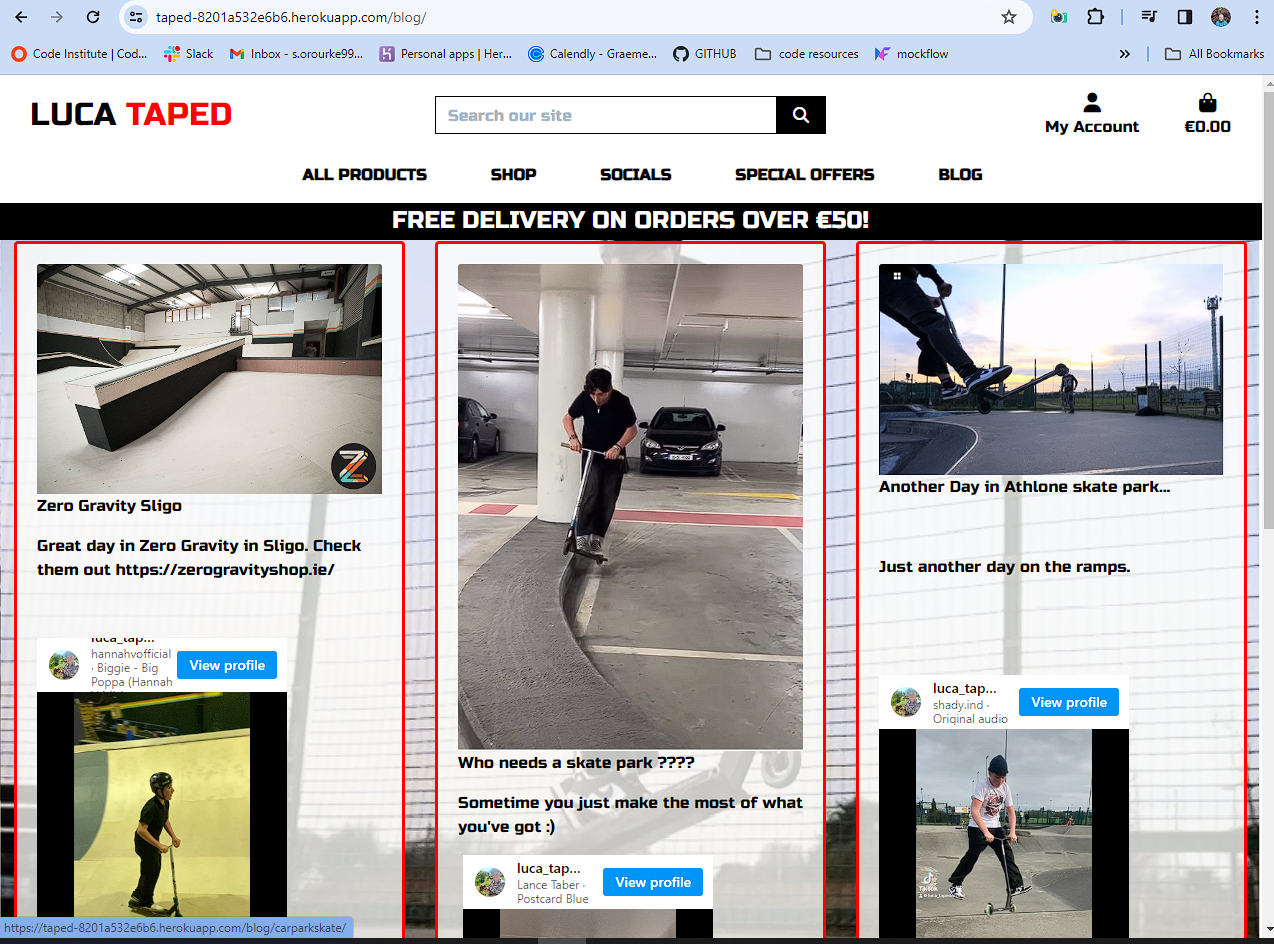 taped-8201a532e6b6.herokuapp.com/blog/
Code Institute | Cod...
Slack
Inbox - s.orourke99...
Personal apps | Her...
Calendly - Graeme...
GITHUB
code resources
mockflow
All Bookmarks
LUCA TAPED
Search our site
My Account
€0.00
ALL PRODUCTS
SHOP
SOCIALS
SPECIAL OFFERS
BLOG
FREE DELIVERY ON ORDERS OVER €50!
Zero Gravity Sligo
Great day in Zero Gravity in Sligo. Check
them out https://zerogravityshop.ie/
luca_tap...
hannahvofficial
· Biggie - Big
Poppa (Hannah
View profile
Who needs a skate park ????
Sometime you just make the most of what
you've got :)
luca_tap...
Lance Taber ·
Postcard Blue
View profile
Another Day in Athlone skate park...
Just another day on the ramps.
luca_tap...
shady.ind ·
Original audio
View profile
TikTok
https://taped-8201a532e6b6.herokuapp.com/blog/carparkskate/